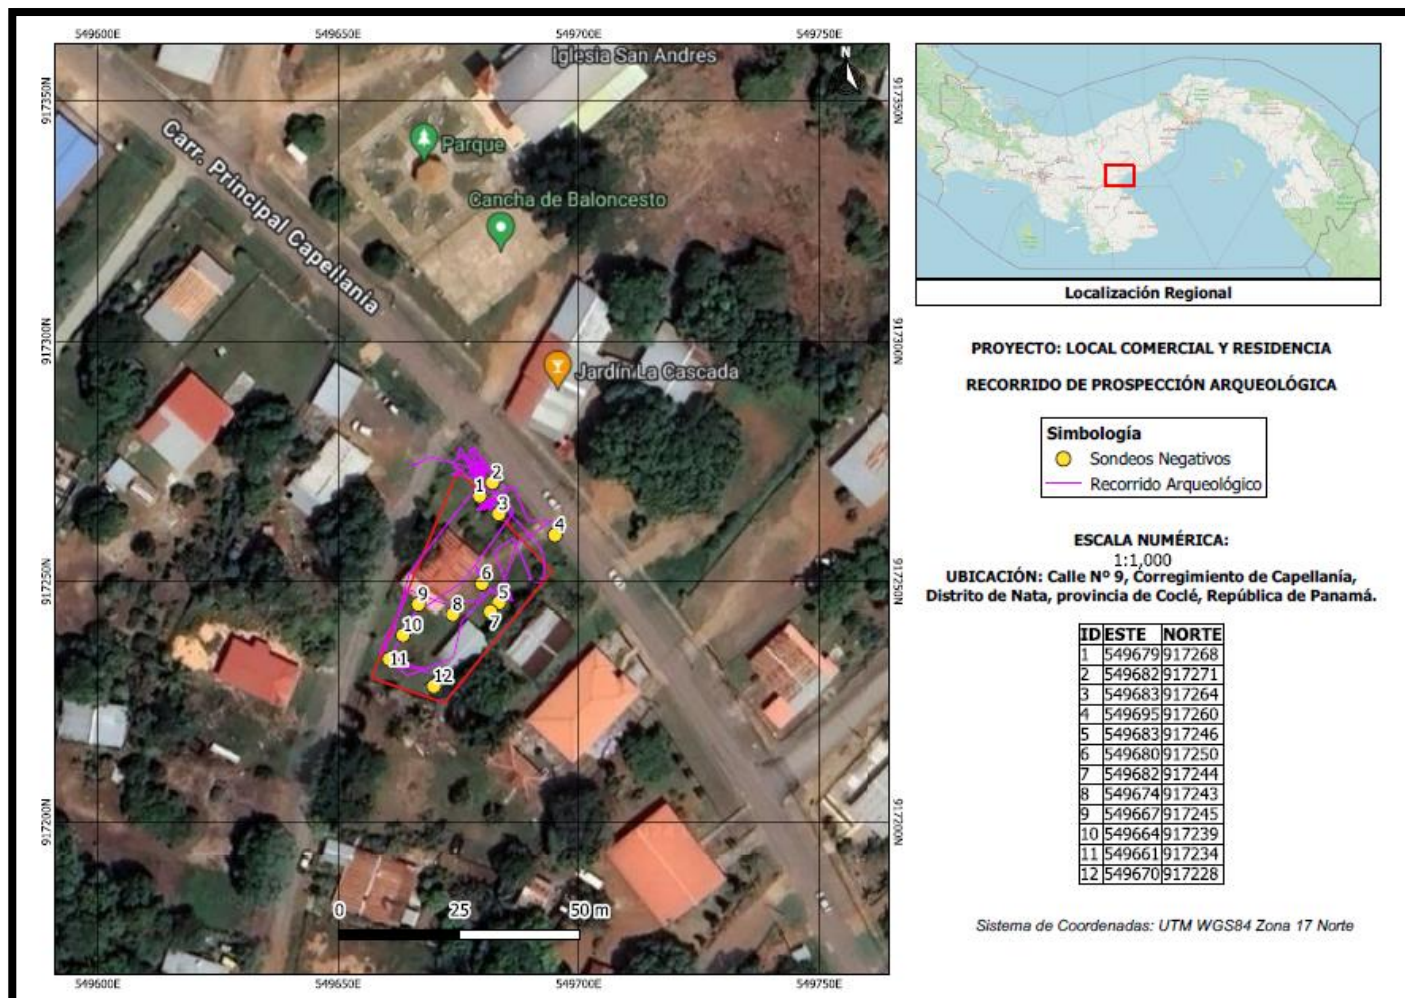 549600E 549650E 549700E 549750E
Iglesia San Andres
N
917350N 917350N
Parque
Carr. Principal Capellanía
Cancha de Baloncesto
917300N 917300N
Jardín La Cascada
2
1
3
4
917250N 917250N
6
5
9
8
7
10
11
12
917200N 917200N
0 25 50 m
549600E 549650E 549700E 549750E
Localización Regional
PROYECTO: LOCAL COMERCIAL Y RESIDENCIA
RECORRIDO DE PROSPECCIÓN ARQUEOLÓGICA
Simbología
Sondeos Negativos
Recorrido Arqueológico
ESCALA NUMÉRICA:
1:1,000
UBICACIÓN: Calle Nº 9, Corregimiento de Capellanía,
Distrito de Nata, provincia de Coclé, República de Panamá.
ID ESTE NORTE
1 549679 917268
2 549682 917271
3 549683 917264
4 549695 917260
5 549683 917246
6 549680 917250
7 549682 917244
8 549674 917243
9 549667 917245
10 549664 917239
11 549661 917234
12 549670 917228
Sistema de Coordenadas: UTM WGS84 Zona 17 Norte